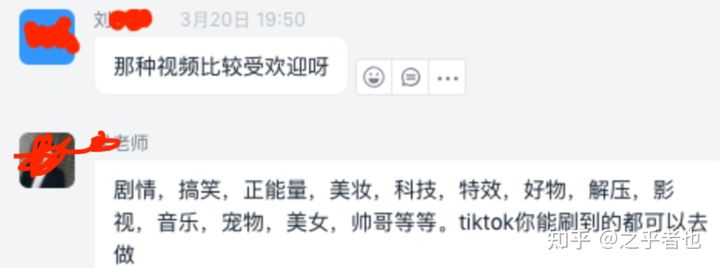 刘
3月20日 19:50
那种视频比较受欢迎呀
老师
剧情，搞笑，正能量，美妆，科技，特效，好物，解压，影
视，音乐，宠物，美女，帅哥等等。tiktok你能刷到的都可以去
做
知乎 @之乎者也